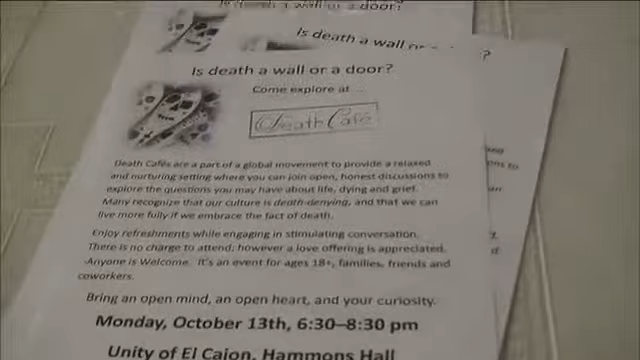 Is death a wall or a door?
Is death a wall or
?
Is death a wall or a door?
Come explore at ...
Death Café
Death Cafés are a part of a global movement to provide a relaxed
and nurturing setting where you can join open, honest discussions to
explore the questions you may have about life, dying and grief.
Many recognize that our culture is death-denying, and that we can
live more fully if we embrace the fact of death.
Enjoy refreshments while engaging in stimulating conversation.
There is no charge to attend; however a love offering is appreciated.
Anyone is Welcome. It's an event for ages 18+, families, friends and
coworkers.
Bring an open mind, an open heart, and your curiosity.
Monday, October 13th, 6:30–8:30 pm
Unity of El Cajon, Hammons Hall